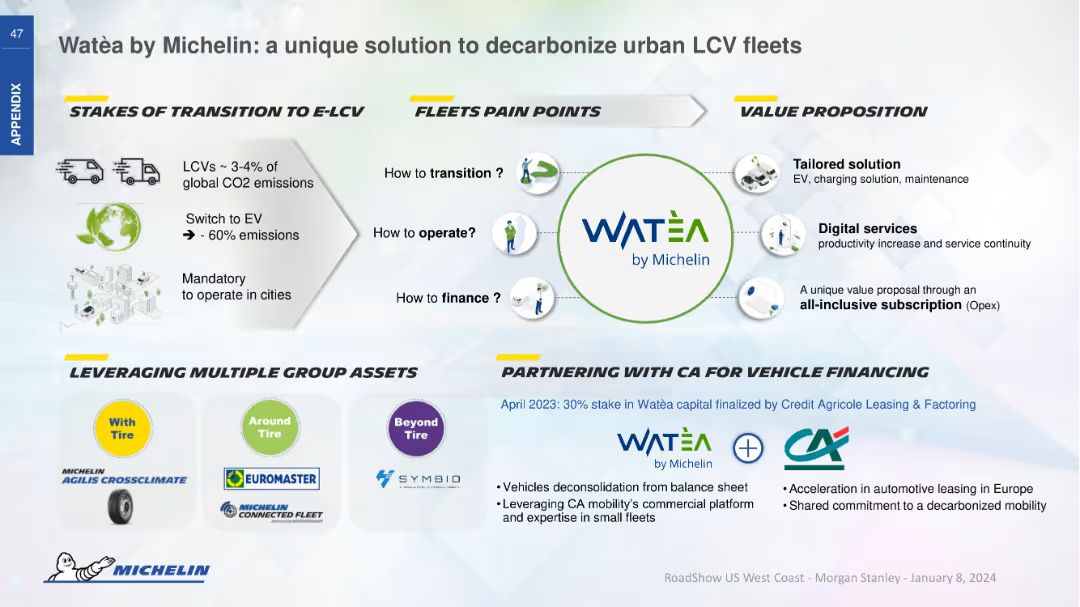 47
APPENDIX
Watèa by Michelin: a unique solution to decarbonize urban LCV fleets
STAKES OF TRANSITION TO E-LCV
LCVs ~ 3-4% of
global CO2 emissions
Switch to EV
➔ - 60% emissions
Mandatory
to operate in cities
FLEETS PAIN POINTS
How to transition ?
How to operate?
How to finance ?
WATÈA
by Michelin
VALUE PROPOSITION
Tailored solution
EV, charging solution, maintenance
Digital services
productivity increase and service continuity
A unique value proposal through an
all-inclusive subscription (Opex)
LEVERAGING MULTIPLE GROUP ASSETS
With
Tire
MICHELIN
AGILIS CROSSCLIMATE
Around
Tire
EUROMASTER
MICHELIN
CONNECTED FLEET
Beyond
Tire
SYMBIO
PARTNERING WITH CA FOR VEHICLE FINANCING
April 2023: 30% stake in Watèa capital finalized by Credit Agricole Leasing & Factoring
WATÈA
by Michelin
CA
• Vehicles deconsolidation from balance sheet
• Leveraging CA mobility's commercial platform
and expertise in small fleets
• Acceleration in automotive leasing in Europe
• Shared commitment to a decarbonized mobility
MICHELIN
RoadShow US West Coast - Morgan Stanley - January 8, 2024